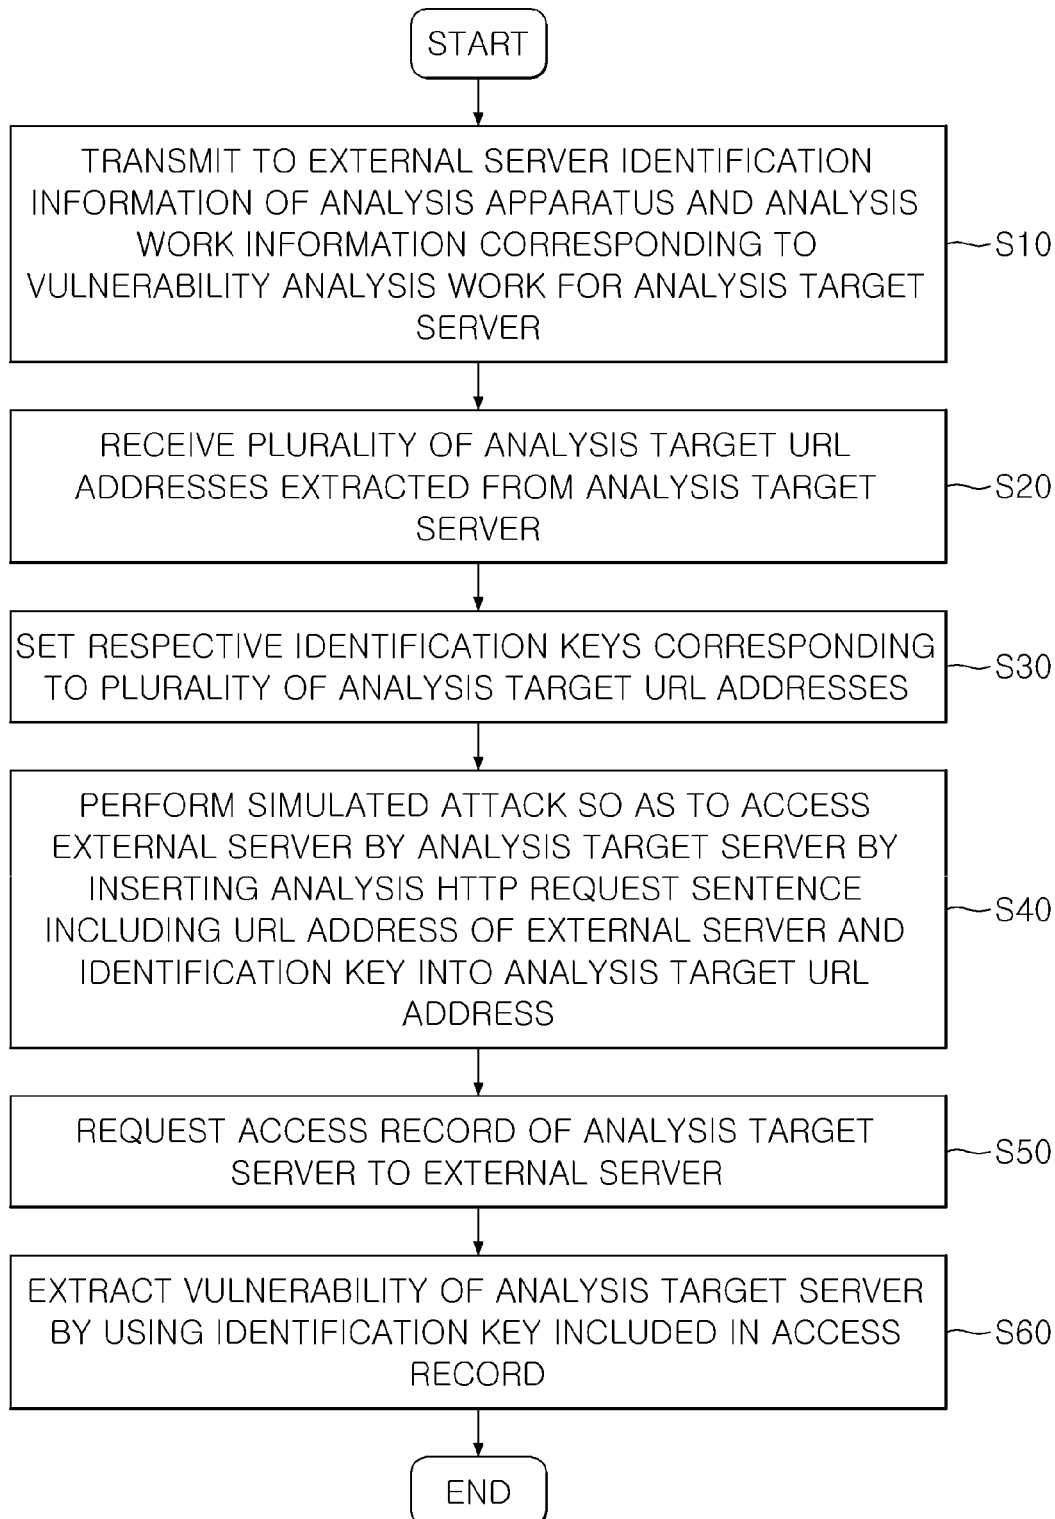 START
TRANSMIT TO EXTERNAL SERVER IDENTIFICATION
INFORMATION OF ANALYSIS APPARATUS AND ANALYSIS
WORK INFORMATION CORRESPONDING TO
VULNERABILITY ANALYSIS WORK FOR ANALYSIS TARGET
SERVER
S10
RECEIVE PLURALITY OF ANALYSIS TARGET URL
ADDRESSES EXTRACTED FROM ANALYSIS TARGET
SERVER
S20
SET RESPECTIVE IDENTIFICATION KEYS CORRESPONDING
TO PLURALITY OF ANALYSIS TARGET URL ADDRESSES
S30
PERFORM SIMULATED ATTACK SO AS TO ACCESS
EXTERNAL SERVER BY ANALYSIS TARGET SERVER BY
INSERTING ANALYSIS HTTP REQUEST SENTENCE
INCLUDING URL ADDRESS OF EXTERNAL SERVER AND
IDENTIFICATION KEY INTO ANALYSIS TARGET URL
ADDRESS
S40
REQUEST ACCESS RECORD OF ANALYSIS TARGET
SERVER TO EXTERNAL SERVER
S50
EXTRACT VULNERABILITY OF ANALYSIS TARGET SERVER
BY USING IDENTIFICATION KEY INCLUDED IN ACCESS
RECORD
S60
END